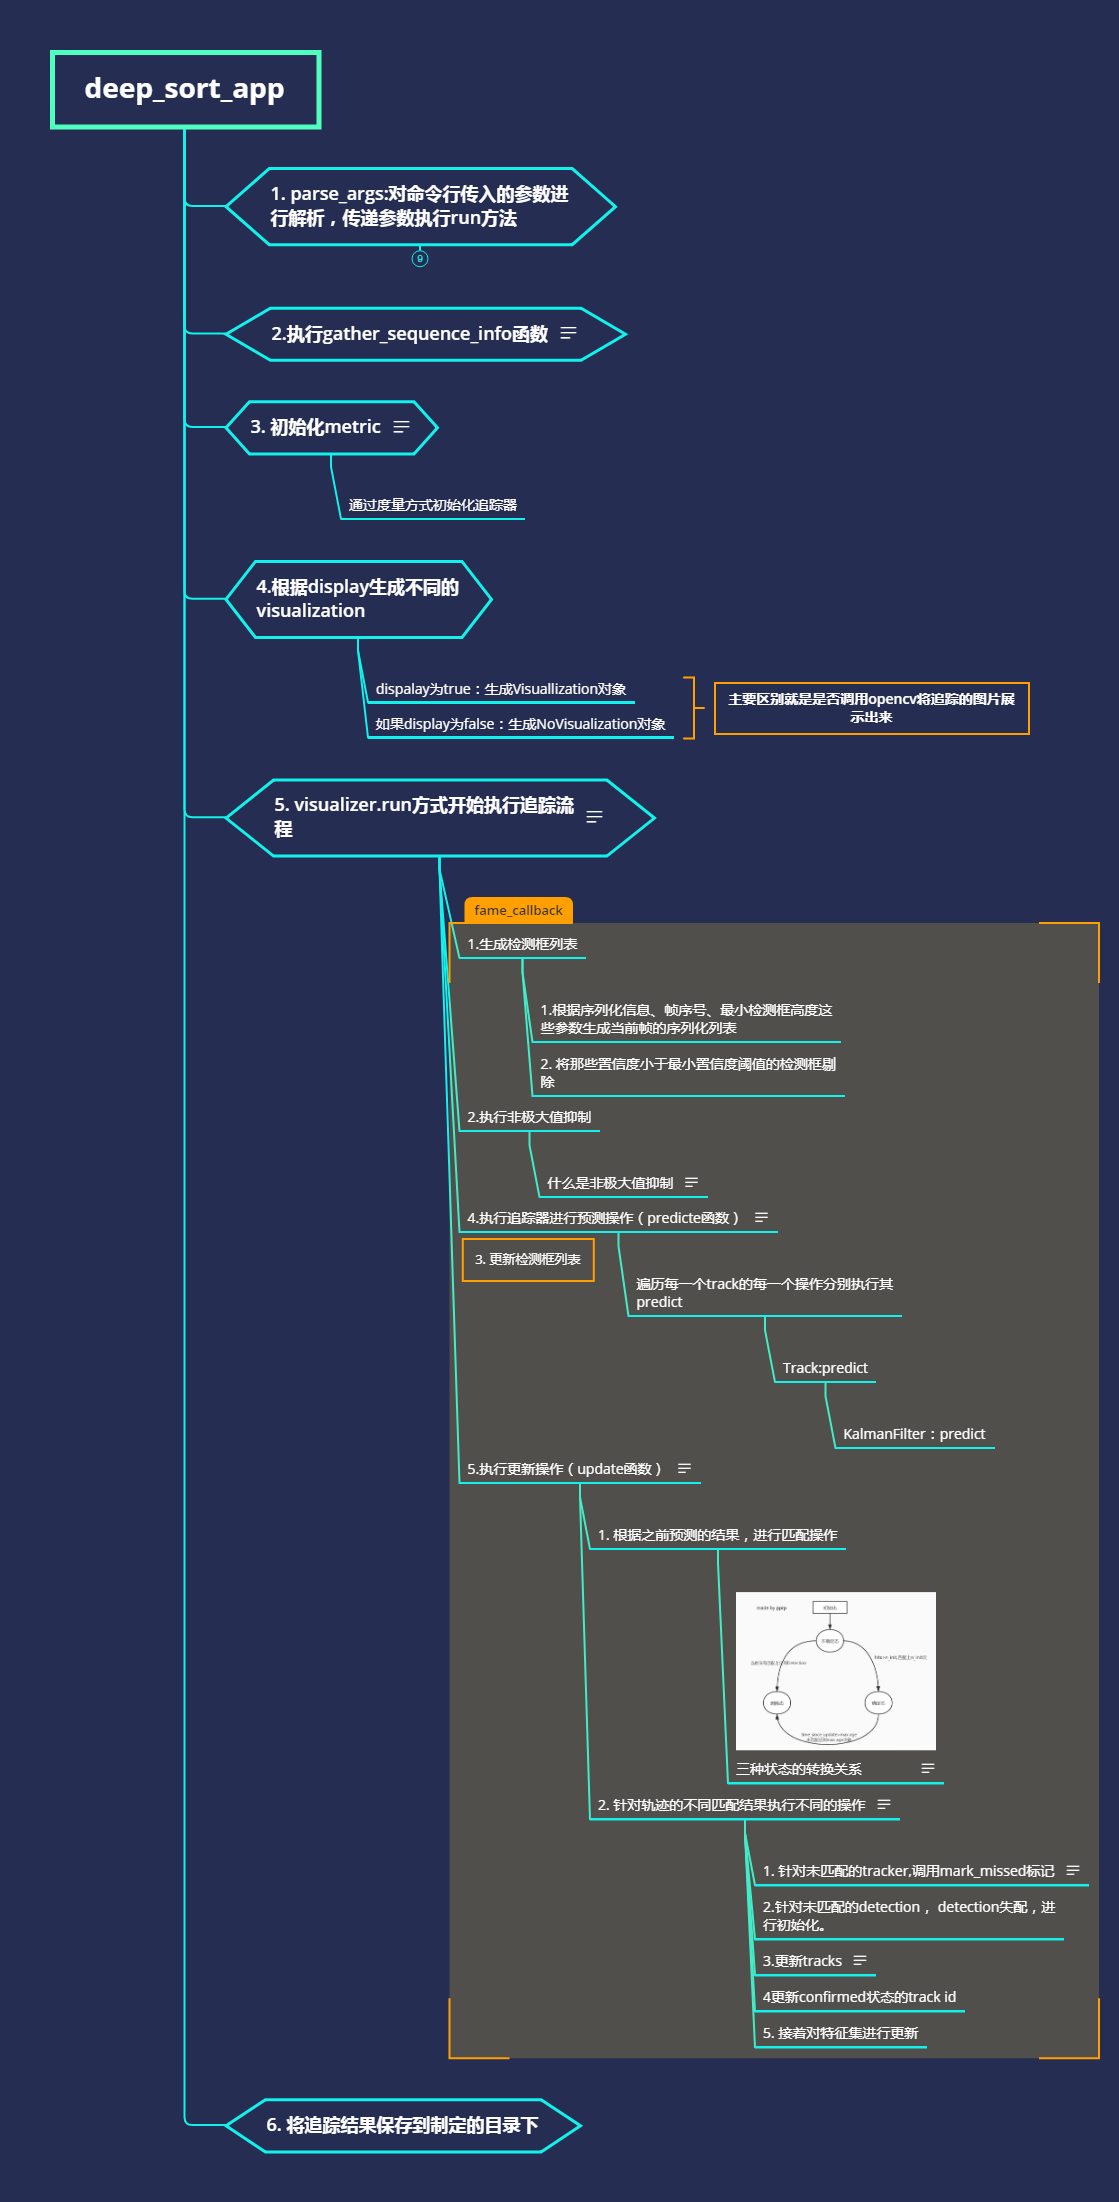 deep_sort_app
1. parse_args:对命令行传入的参数进
行解析，传递参数执行run方法
9
2.执行gather_sequence_info函数
3. 初始化metric
通过度量方式初始化追踪器
4.根据display生成不同的
visualization
dispalay为true：生成Visuallization对象
如果display为false：生成NoVisualization对象
主要区别就是是否调用opencv将追踪的图片展
示出来
5. visualizer.run方式开始执行追踪流
程
fame_callback
1.生成检测框列表
1.根据序列化信息、帧序号、最小检测框高度这
些参数生成当前帧的序列化列表
2. 将那些置信度小于最小置信度阈值的检测框剔
除
2.执行非极大值抑制
什么是非极大值抑制
4.执行追踪器进行预测操作（predicte函数）
3. 更新检测框列表
遍历每一个track的每一个操作分别执行其
predict
Track:predict
KalmanFilter：predict
5.执行更新操作（update函数）
1. 根据之前预测的结果，进行匹配操作
made by pprp
三种状态的转换关系
2. 针对轨迹的不同匹配结果执行不同的操作
1. 针对未匹配的tracker,调用mark_missed标记
2.针对未匹配的detection， detection失配，进
行初始化。
3.更新tracks
4更新confirmed状态的track id
5. 接着对特征集进行更新
6. 将追踪结果保存到制定的目录下